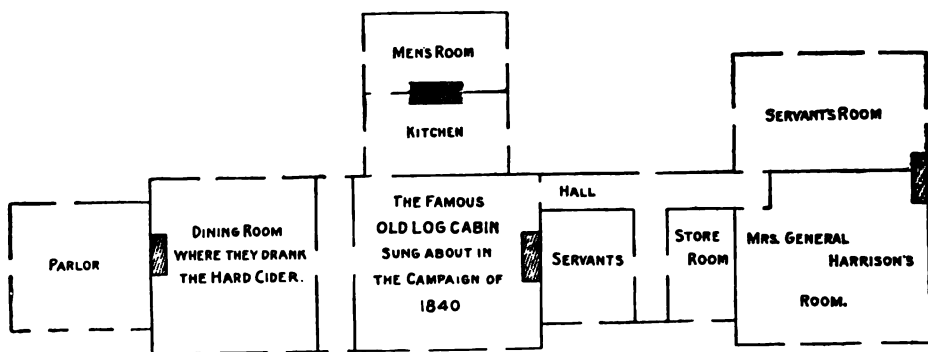 MEN'S ROOM
KITCHEN
SERVANT'S ROOM
HALL
PARLOR
DINING ROOM
WHERE THEY DRANK
THE HARD CIDER.
THE FAMOUS
OLD LOG CABIN
SUNG ABOUT IN
THE CAMPAIGN OF
1840
SERVANTS
STORE
ROOM
MRS. GENERAL
HARRISON'S
ROOM.